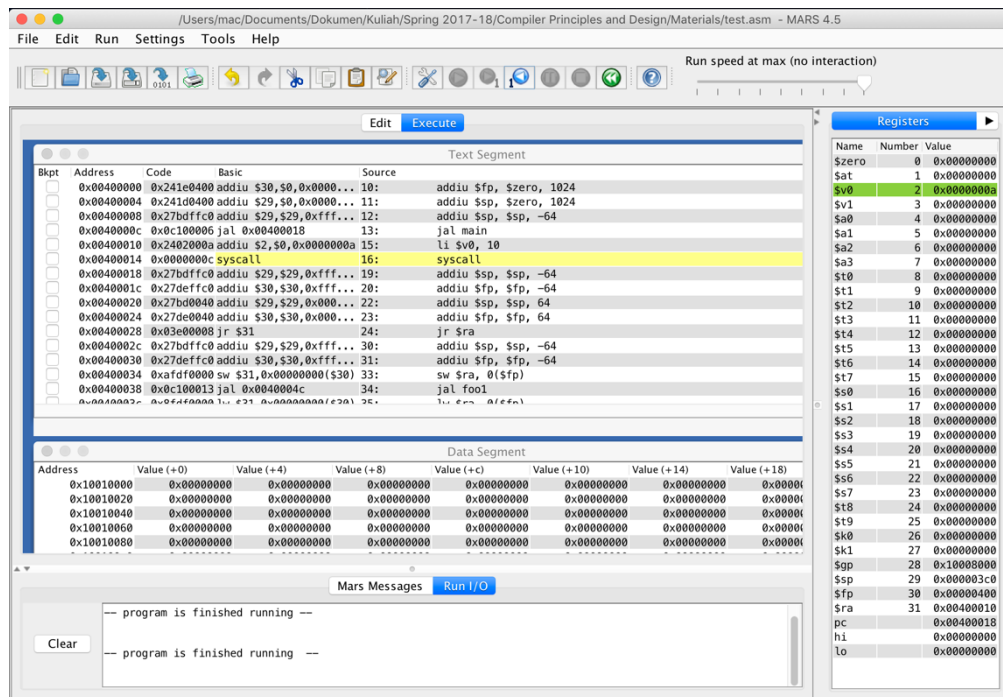 /Users/mac/Documents/Dokumen/Kuliah/Spring 2017-18/Compiler Principles and Design/Materials/test.asm - MARS 4.5
File Edit Run Settings Tools Help
Run speed at max (no interaction)
Edit Execute
Text Segment
Bkpt Address Code Basic Source
0x00400000 0x241e0400 addiu $30,$0,0x0000... 10: addiu $fp, $zero, 1024
0x00400004 0x241d0400 addiu $29,$0,0x0000... 11: addiu $sp, $zero, 1024
0x00400008 0x27bdffc0 addiu $29,$29,0xfff... 12: addiu $sp, $sp, -64
0x0040000c 0x0c100006 jal 0x00400018 13: jal main
0x00400010 0x2402000a addiu $2,$0,0x0000000a 15: li $v0, 10
0x00400014 0x0000000c syscall 16: syscall
0x00400018 0x27bdffc0 addiu $29,$29,0xfff... 19: addiu $sp, $sp, -64
0x0040001c 0x27deffc0 addiu $30,$30,0xfff... 20: addiu $fp, $fp, -64
0x00400020 0x27bd0040 addiu $29,$29,0x000... 22: addiu $sp, $sp, 64
0x00400024 0x27de0040 addiu $30,$30,0x000... 23: addiu $fp, $fp, 64
0x00400028 0x03e00008 jr $31 24: jr $ra
0x0040002c 0x27bdffc0 addiu $29,$29,0xfff... 30: addiu $sp, $sp, -64
0x00400030 0x27deffc0 addiu $30,$30,0xfff... 31: addiu $fp, $fp, -64
0x00400034 0xafdf0000 sw $31,0x00000000($30) 33: sw $ra, 0($fp)
0x00400038 0x0c100013 jal 0x0040004c 34: jal foo1
0x0040003c 0x8fdf0000 lw $31,0x00000000($30) 35: lw $ra, 0($fp)
Data Segment
Address Value (+0) Value (+4) Value (+8) Value (+c) Value (+10) Value (+14) Value (+18)
0x10010000 0x00000000 0x00000000 0x00000000 0x00000000 0x00000000 0x00000000 0x0000
0x10010020 0x00000000 0x00000000 0x00000000 0x00000000 0x00000000 0x00000000 0x0000
0x10010040 0x00000000 0x00000000 0x00000000 0x00000000 0x00000000 0x00000000 0x0000
0x10010060 0x00000000 0x00000000 0x00000000 0x00000000 0x00000000 0x00000000 0x0000
0x10010080 0x00000000 0x00000000 0x00000000 0x00000000 0x00000000 0x00000000 0x0000
Mars Messages Run I/O
-- program is finished running --
Clear
-- program is finished running --
Registers
Name Number Value
$zero 0 0x00000000
$at 1 0x00000000
$v0 2 0x0000000a
$v1 3 0x00000000
$a0 4 0x00000000
$a1 5 0x00000000
$a2 6 0x00000000
$a3 7 0x00000000
$t0 8 0x00000000
$t1 9 0x00000000
$t2 10 0x00000000
$t3 11 0x00000000
$t4 12 0x00000000
$t5 13 0x00000000
$t6 14 0x00000000
$t7 15 0x00000000
$s0 16 0x00000000
$s1 17 0x00000000
$s2 18 0x00000000
$s3 19 0x00000000
$s4 20 0x00000000
$s5 21 0x00000000
$s6 22 0x00000000
$s7 23 0x00000000
$t8 24 0x00000000
$t9 25 0x00000000
$k0 26 0x00000000
$k1 27 0x00000000
$gp 28 0x10008000
$sp 29 0x000003c0
$fp 30 0x00000400
$ra 31 0x00400010
pc 0x00400018
hi 0x00000000
lo 0x00000000